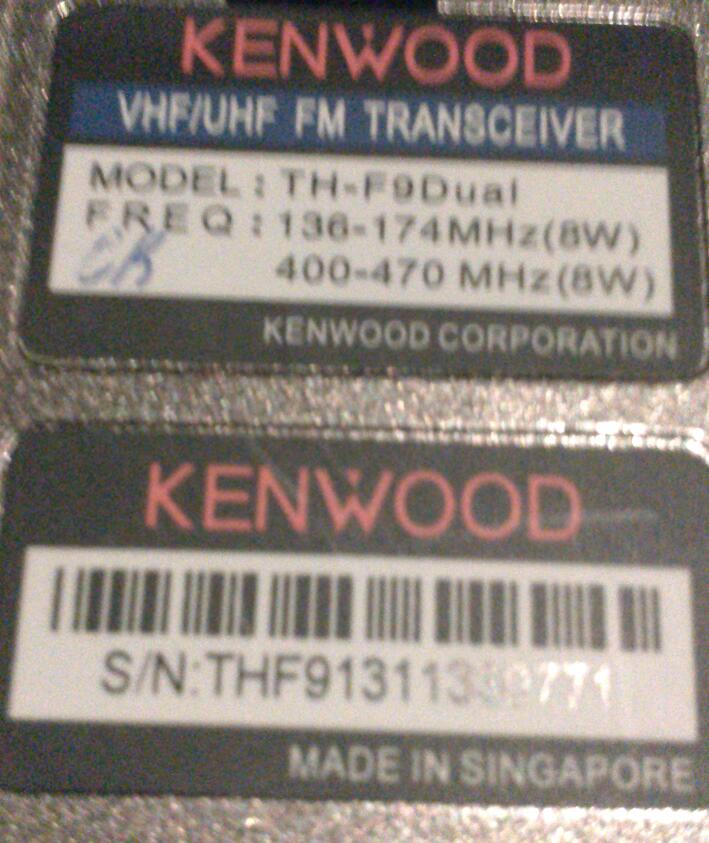 KENWOOD
VHF/UHF FM TRANSCEIVER
MODEL : TH-F9Dual
FREQ : 136-174MHz(8W)
400-470 MHz(8W)
KENWOOD CORPORATION
KENWOOD
MADE IN SINGAPORE